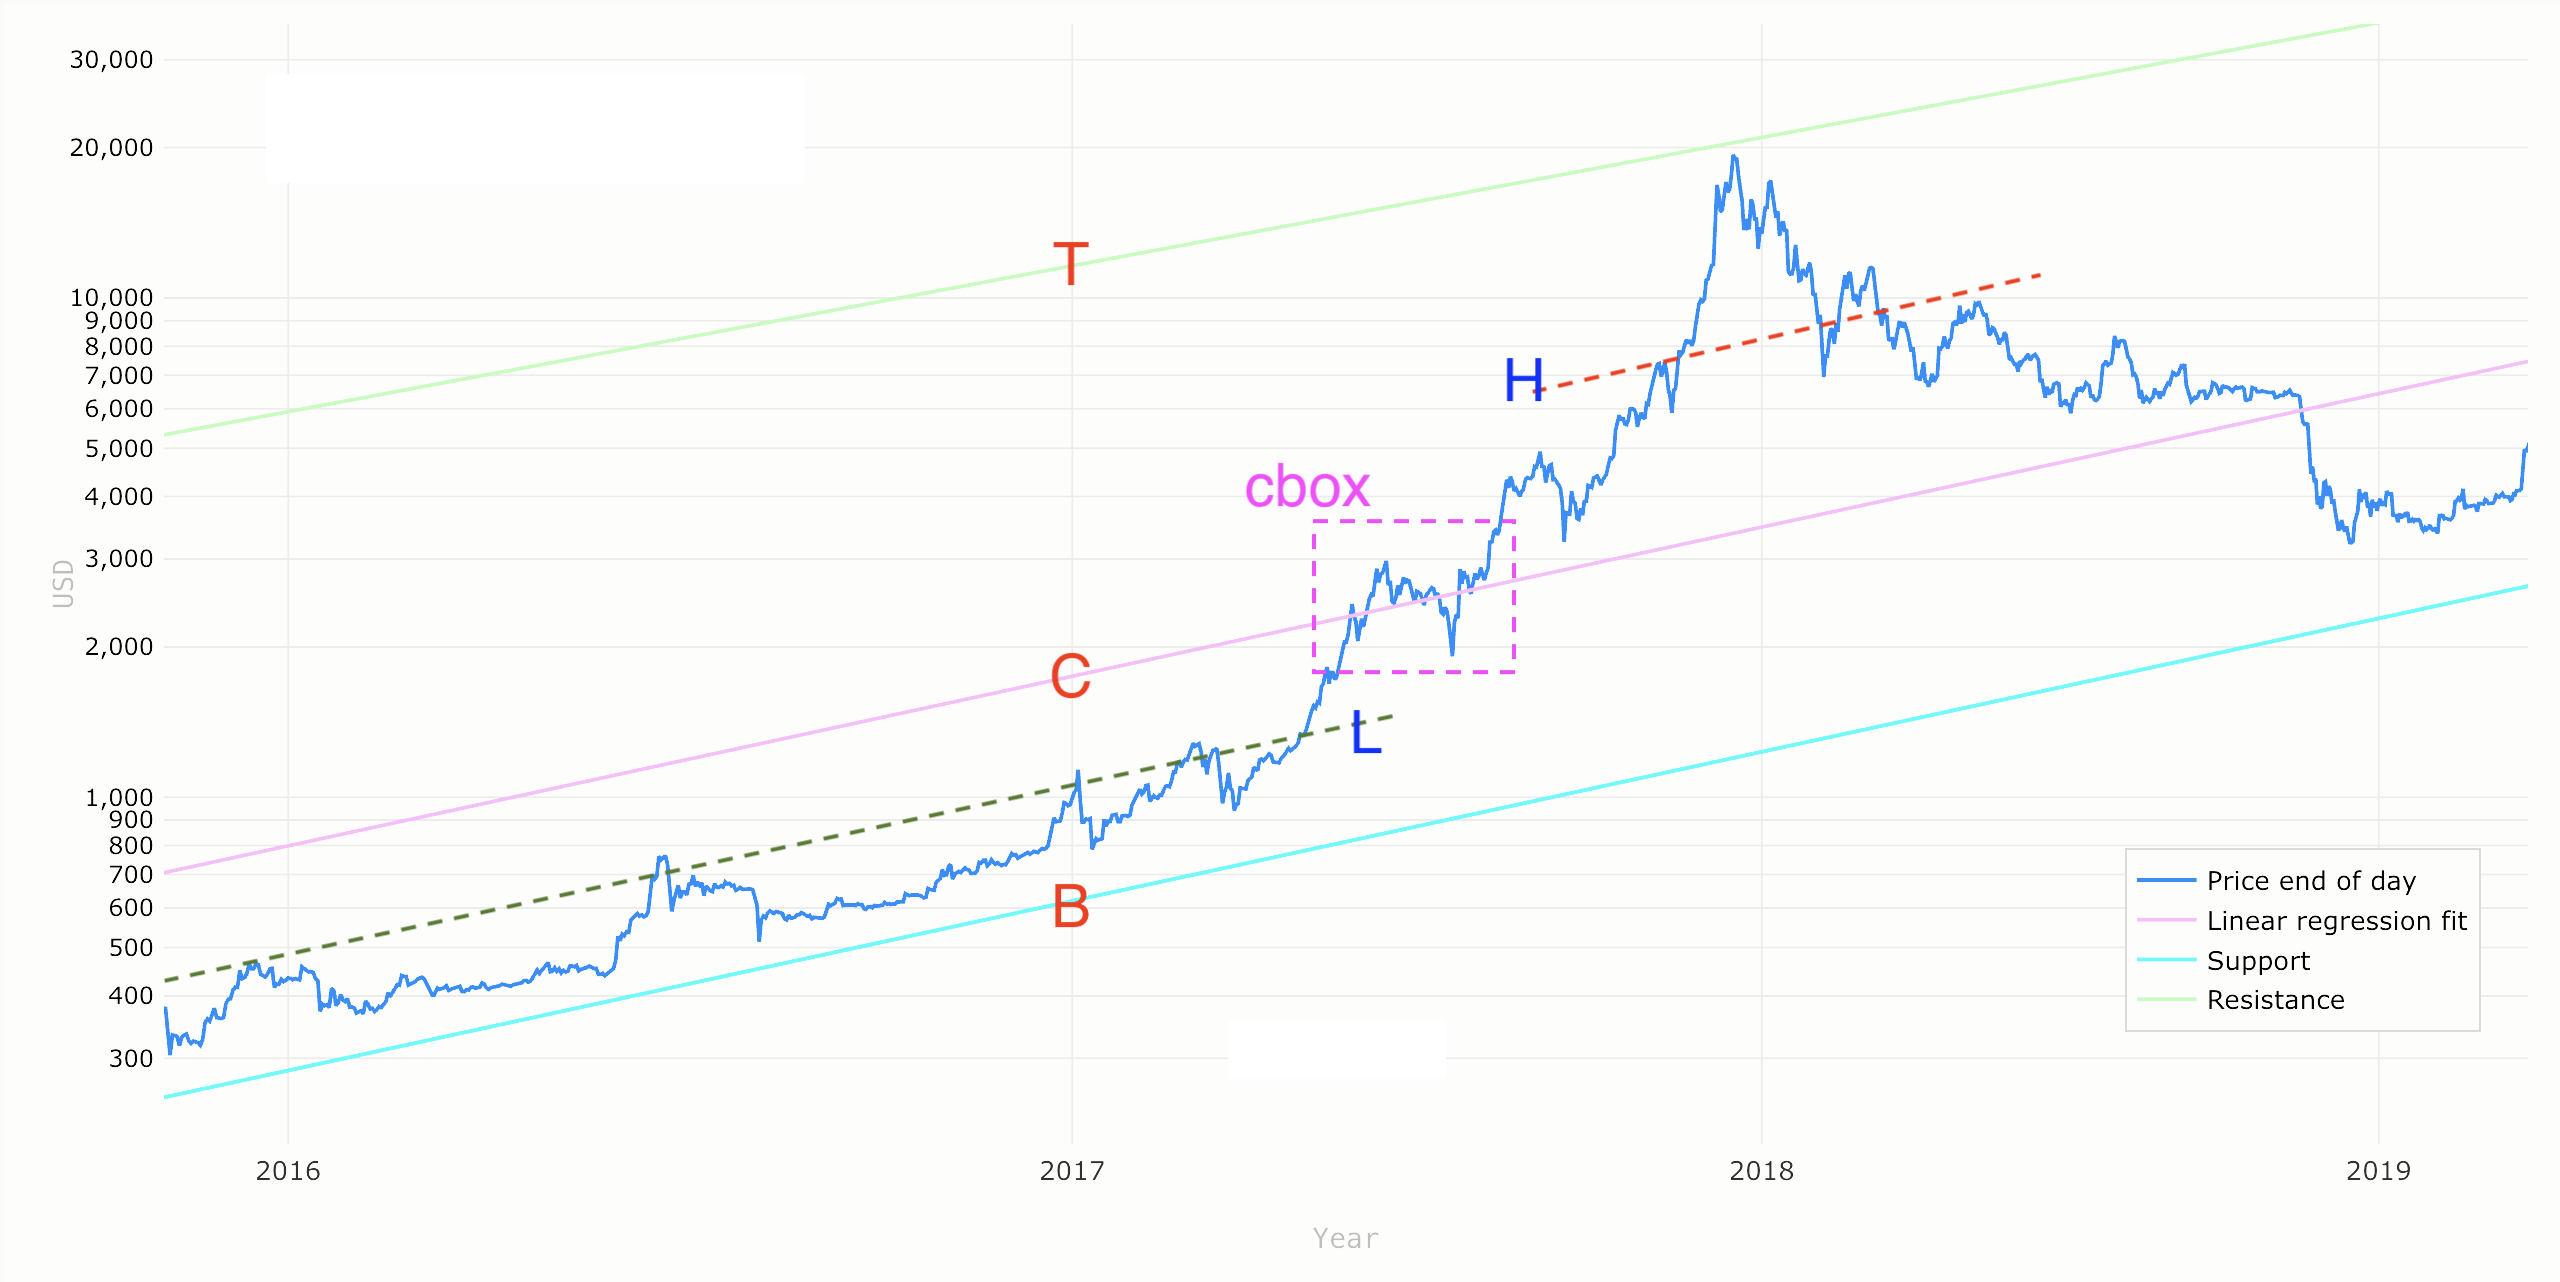 30,000
20,000
10,000
9,000
8,000
7,000
6,000
5,000
4,000
3,000
2,000
1,000
900
800
700
600
500
400
300
USD
T
H
cbox
C
L
B
Price end of day
Linear regression fit
Support
Resistance
2016 2017 2018 2019
Year